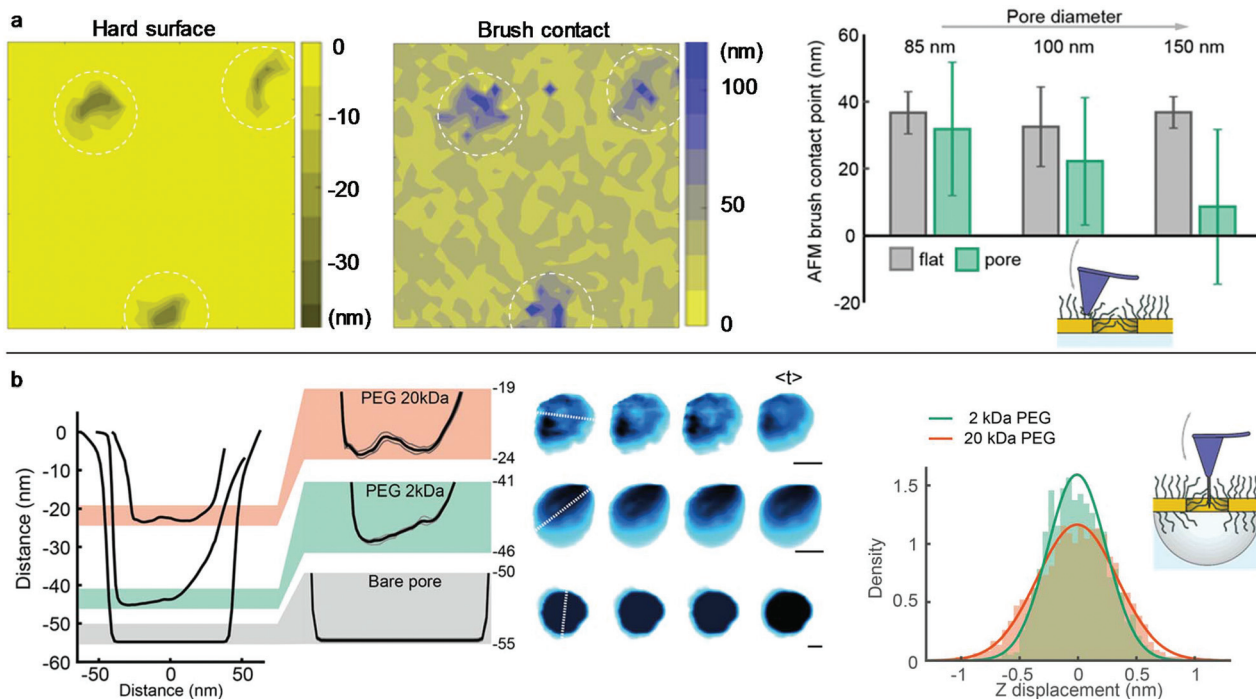 a
Hard surface
0
-10
-20
-30
(nm)
Brush contact
(nm)
100
50
0
Pore diameter
85 nm 100 nm 150 nm
AFM brush contact point (nm)
60
40
20
0
-20
flat pore
b
Distance (nm)
0
-10
-20
-30
-40
-50
-60
-50 0 50
Distance (nm)
PEG 20kDa
-19
-24
PEG 2kDa
-41
-46
Bare pore
-50
-55
<t>
2 kDa PEG
20 kDa PEG
Density
1.5
1
0.5
0
-1 -0.5 0 0.5 1
Z displacement (nm)